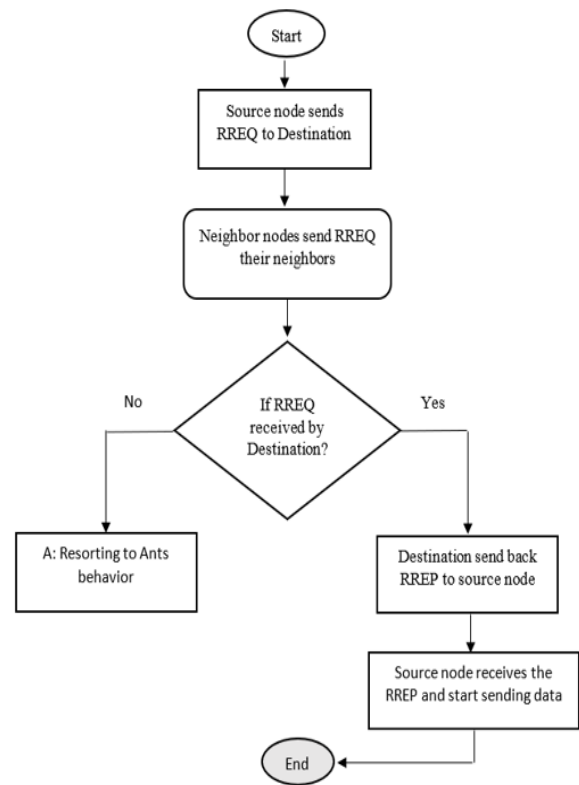 Start
Source node sends
RREQ to Destination
Neighbor nodes send RREQ
their neighbors
If RREQ
received by
Destination?
No
Yes
A: Resorting to Ants
behavior
Destination send back
RREP to source node
Source node receives the
RREP and start sending data
End